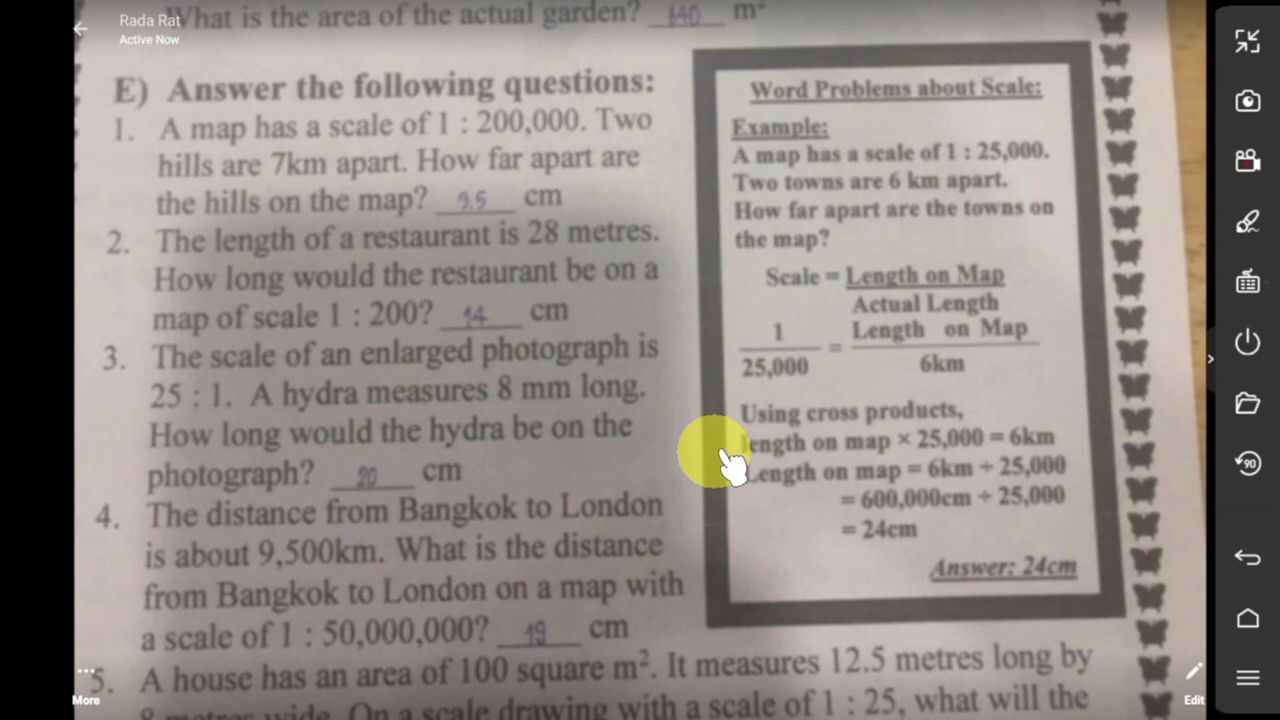 Rada Rat
Active Now
What is the area of the actual garden? 140 m²
E) Answer the following questions:
1. A map has a scale of 1 : 200,000. Two
hills are 7km apart. How far apart are
the hills on the map? cm
2. The length of a restaurant is 28 metres.
How long would the restaurant be on a
map of scale 1 : 200? 14 cm
3. The scale of an enlarged photograph is
25 : 1. A hydra measures 8 mm long.
How long would the hydra be on the
photograph? 20 cm
4. The distance from Bangkok to London
is about 9,500km. What is the distance
from Bangkok to London on a map with
a scale of 1 : 50,000,000? 19 cm
5. A house has an area of 100 square m². It measures 12.5 metres long by
8 metres wide. On a scale drawing with a scale of 1 : 25, what will the
Word Problems about Scale:
Example:
A map has a scale of 1 : 25,000.
Two towns are 6 km apart.
How far apart are the towns on
the map?
Scale = Length on Map
Actual Length
1 = Length on Map
25,000 6km
Using cross products,
length on map × 25,000 = 6km
Length on map = 6km ÷ 25,000
= 600,000cm ÷ 25,000
= 24cm
Answer: 24cm
More
Edit
90